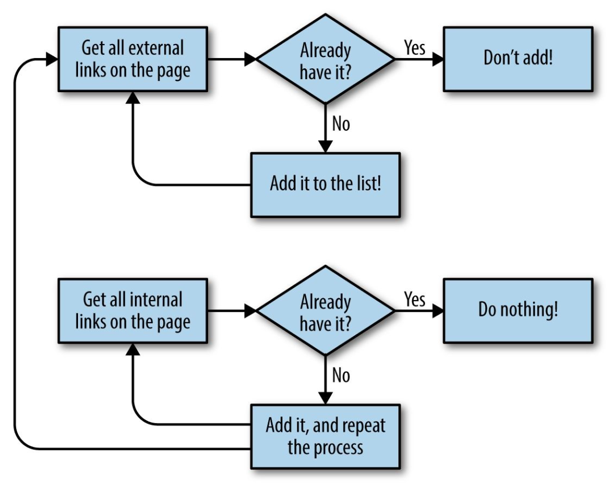 Get all external
links on the page
Already
have it?
Yes
Don't add!
No
Add it to the list!
Get all internal
links on the page
Already
have it?
Yes
Do nothing!
No
Add it, and repeat
the process